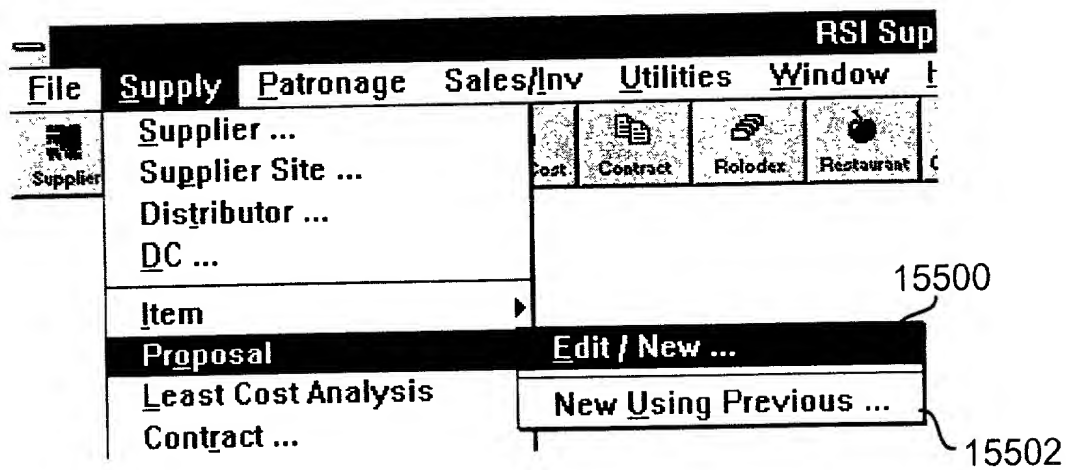 RSI Sup
File Supply Patronage Sales/Inv Utilities Window H
Supplier Cost Contract Rolodex Restaurant
Supplier ...
Supplier Site ...
Distributor ...
DC ...
Item
Proposal
Least Cost Analysis
Contract ...
15500
Edit / New ...
New Using Previous ...
15502